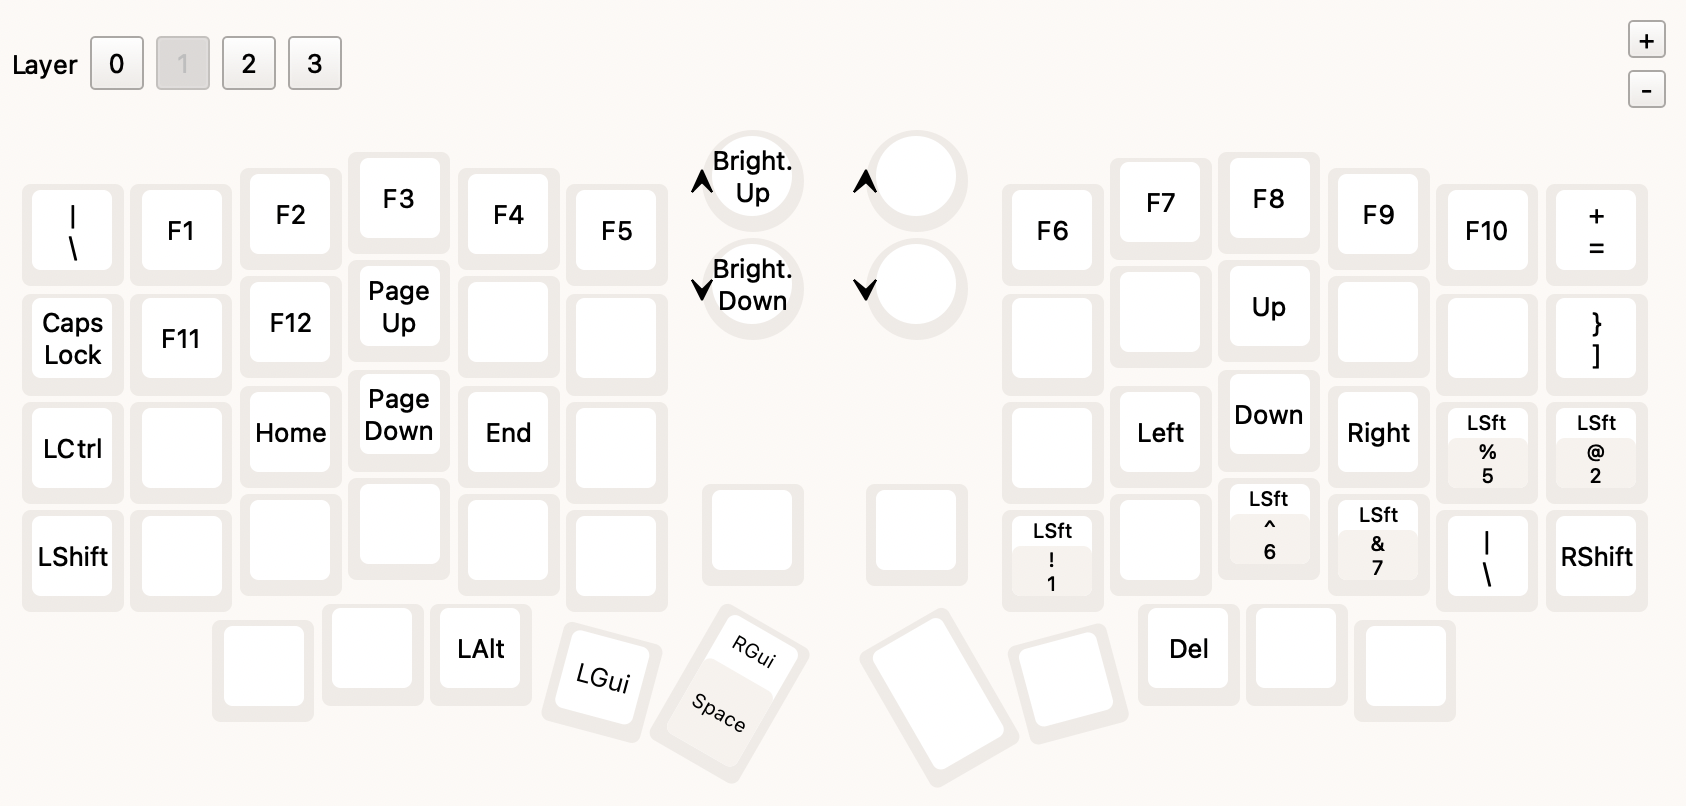 Layer 0 1 2 3
+
-
|
\
F1
F2
F3
F4
F5
Bright.
Up
F6
F7
F8
F9
F10
+
=
Caps
Lock
F11
F12
Page
Up
Bright.
Down
Up
}
]
LCtrl
Home
Page
Down
End
Left
Down
Right
LSft
%
5
LSft
@
2
LShift
LSft
!
1
LSft
^
6
LSft
&
7
|
\
RShift
LAlt
LGui
RGui
Space
Del